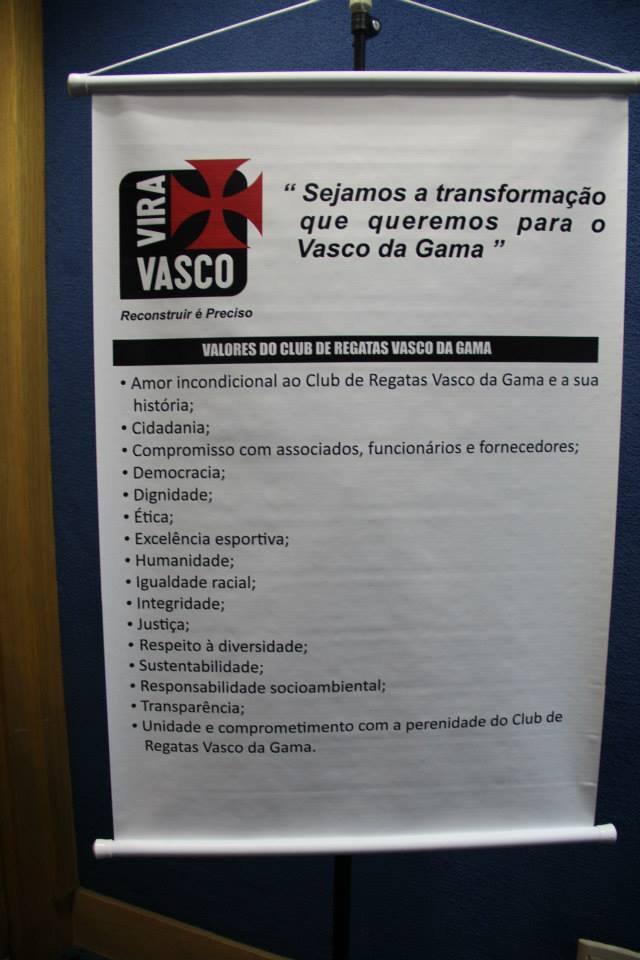 VIRA
VASCO
Reconstruir é Preciso
“ Sejamos a transformação
que queremos para o
Vasco da Gama ”
VALORES DO CLUB DE REGATAS VASCO DA GAMA
• Amor incondicional ao Club de Regatas Vasco da Gama e a sua
história;
• Cidadania;
• Compromisso com associados, funcionários e fornecedores;
• Democracia;
• Dignidade;
• Ética;
• Excelência esportiva;
• Humanidade;
• Igualdade racial;
• Integridade;
• Justiça;
• Respeito à diversidade;
• Sustentabilidade;
• Responsabilidade socioambiental;
• Transparência;
• Unidade e comprometimento com a perenidade do Club de
Regatas Vasco da Gama.